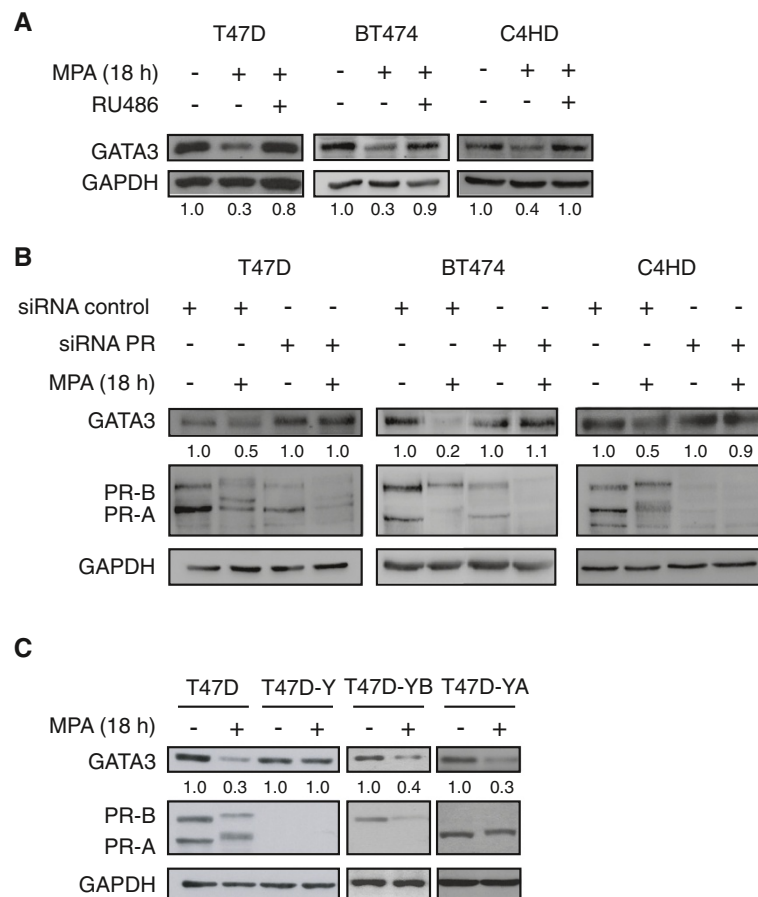 A
T47D BT474 C4HD
MPA (18 h) - + + - + + - + +
RU486 - - + - - + - - +
GATA3
GAPDH
1.0 0.3 0.8 1.0 0.3 0.9 1.0 0.4 1.0
B
T47D BT474 C4HD
siRNA control + + - - + + - - + + - -
siRNA PR - - + + - - + + - - + +
MPA (18 h) - + - + - + - + - + - +
GATA3
1.0 0.5 1.0 1.0 1.0 0.2 1.0 1.1 1.0 0.5 1.0 0.9
PR-B
PR-A
GAPDH
C
T47D T47D-Y T47D-YB T47D-YA
MPA (18 h) - + - + - + - +
GATA3
1.0 0.3 1.0 1.0 1.0 0.4 1.0 0.3
PR-B
PR-A
GAPDH